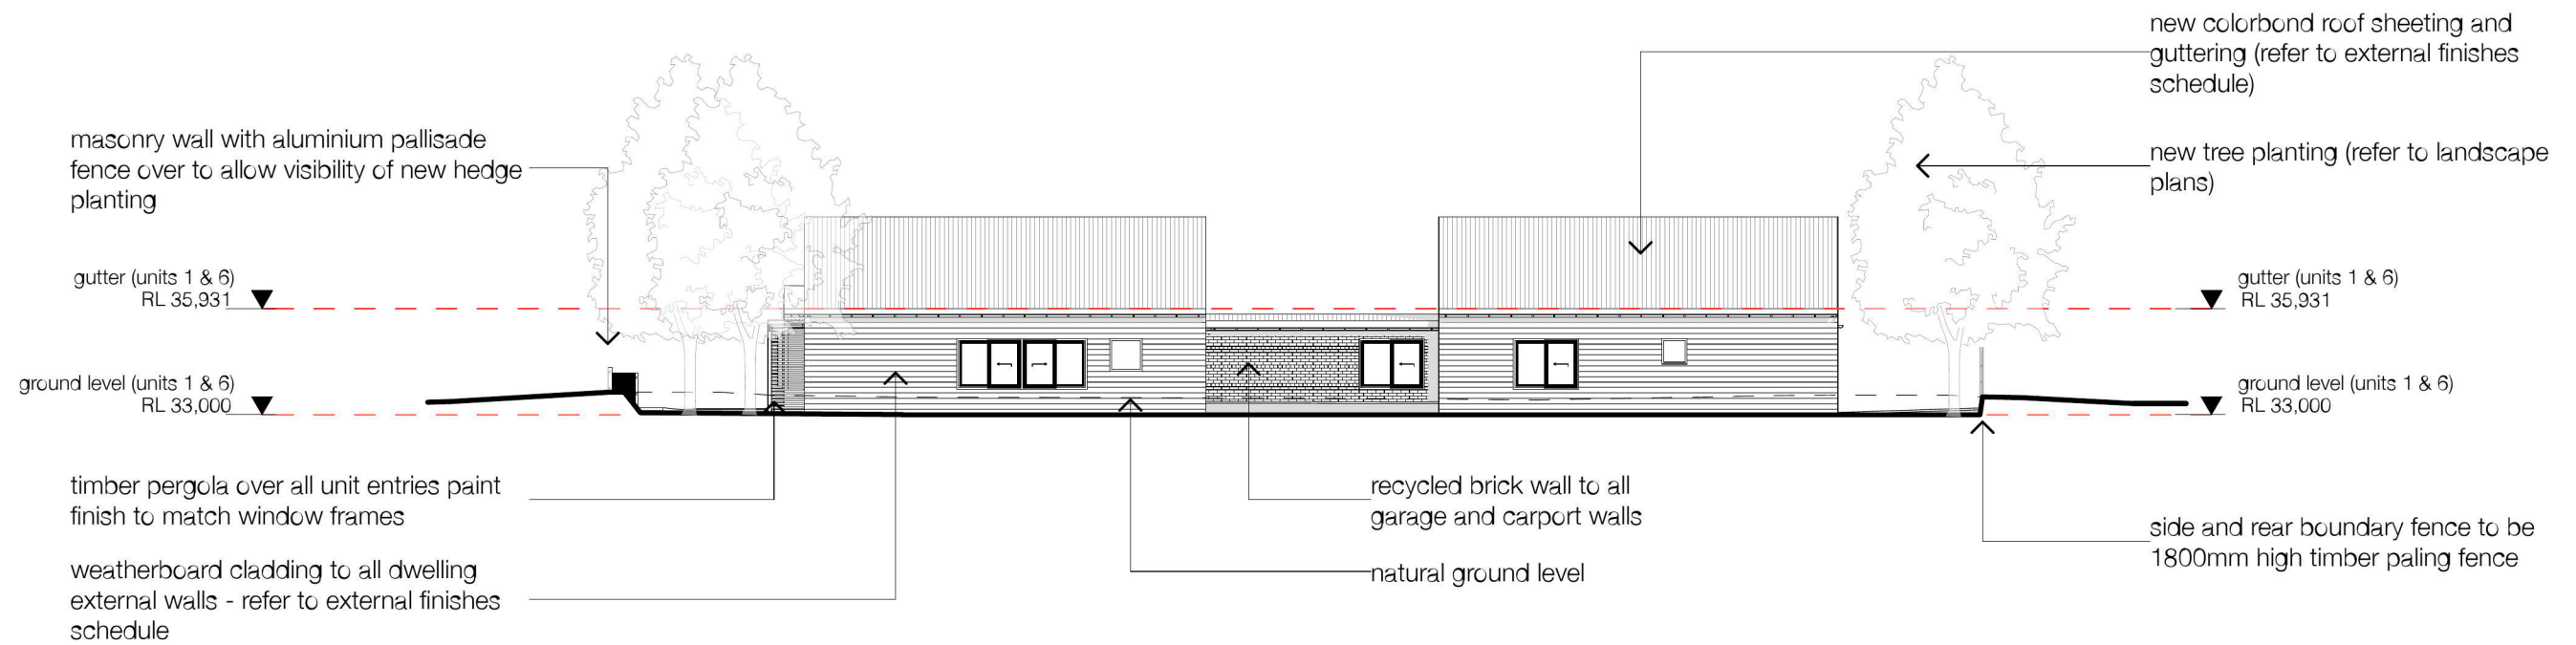 new colorbond roof sheeting and
guttering (refer to external finishes
schedule)
masonry wall with aluminium pallisade
fence over to allow visibility of new hedge
planting
new tree planting (refer to landscape
plans)
gutter (units 1 & 6)
RL 35,931
gutter (units 1 & 6)
RL 35,931
ground level (units 1 & 6)
RL 33,000
ground level (units 1 & 6)
RL 33,000
timber pergola over all unit entries paint
finish to match window frames
recycled brick wall to all
garage and carport walls
side and rear boundary fence to be
1800mm high timber paling fence
weatherboard cladding to all dwelling
external walls - refer to external finishes
schedule
natural ground level